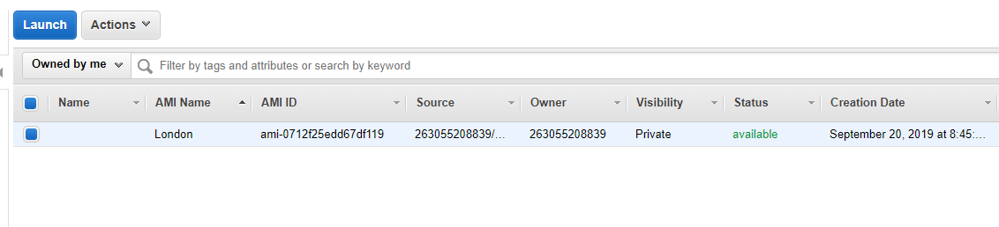 Launch Actions
Owned by me Filter by tags and attributes or search by keyword
Name AMI Name AMI ID Source Owner Visibility Status Creation Date
London ami-0712f25edd67df119 263055208839/... 263055208839 Private available September 20, 2019 at 8:45:...